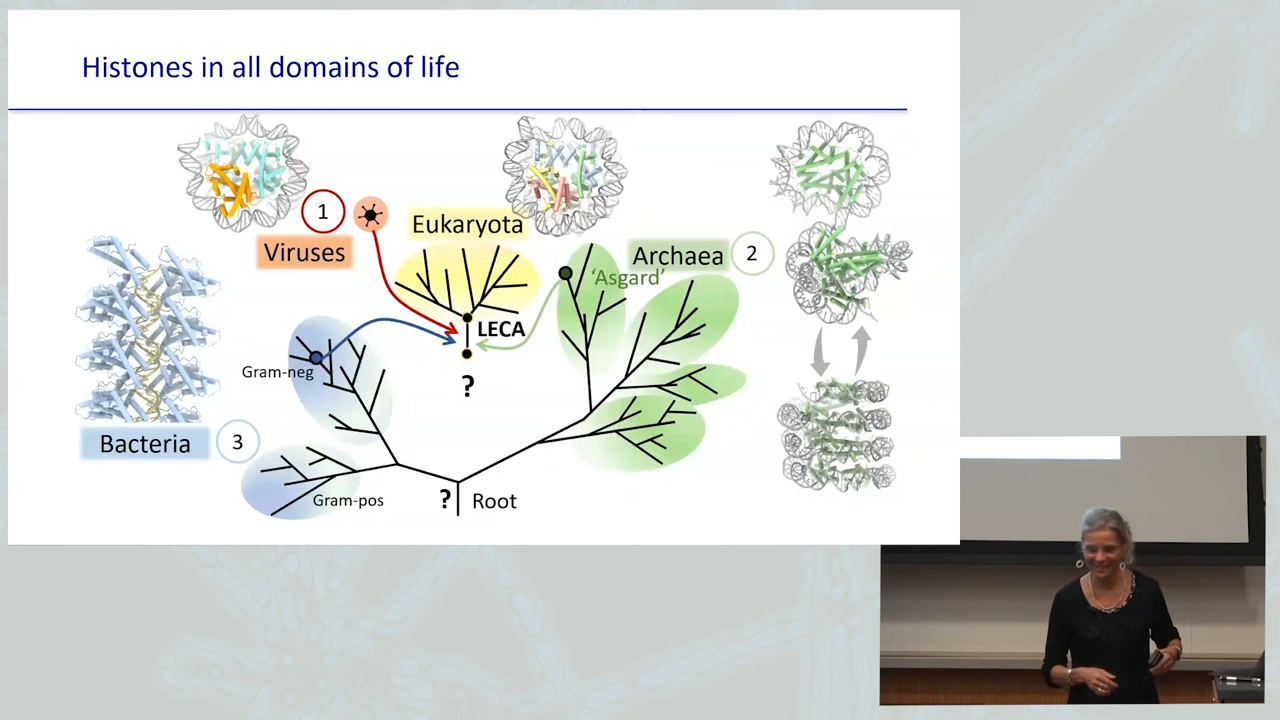 Histones in all domains of life
1
Viruses
Eukaryota
Archaea
2
'Asgard'
LECA
Gram-neg
?
Bacteria
3
Gram-pos
?
Root